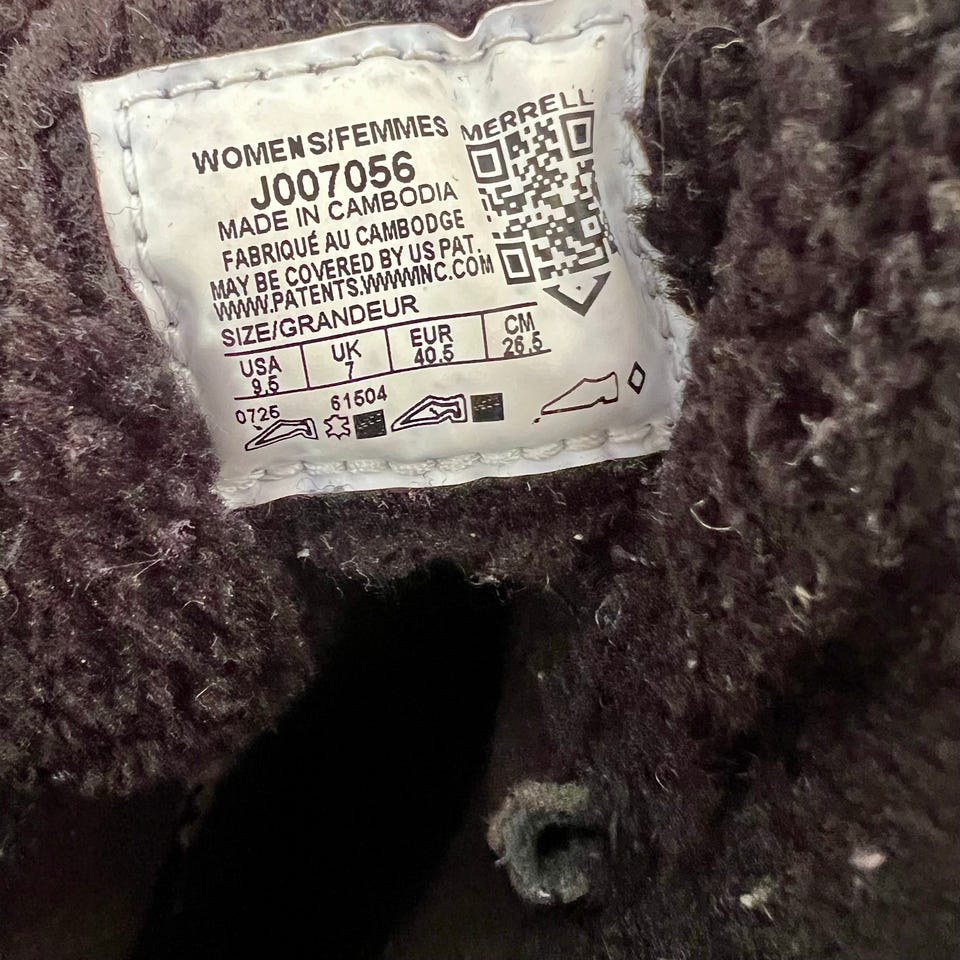 MERRELL
WOMENS/FEMMES
J007056
MADE IN CAMBODIA
FABRIQUÉ AU CAMBODGE
MAY BE COVERED BY US PAT.
WWW.PATENTS.WWWINC.COM
SIZE/GRANDEUR
USA UK EUR CM
9.5 7 40.5 26.5
0725 61504